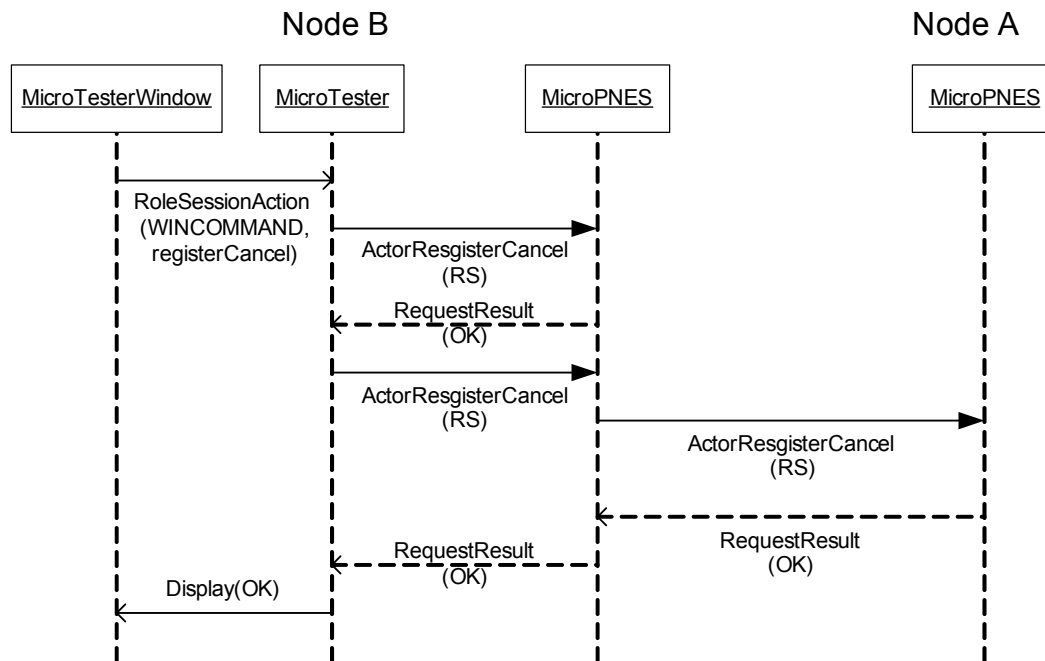 Node B
Node A
MicroTesterWindow
MicroTester
MicroPNES
MicroPNES
RoleSessionAction
(WINCOMMAND,
registerCancel)
ActorResgisterCancel
(RS)
RequestResult
(OK)
ActorResgisterCancel
(RS)
ActorResgisterCancel
(RS)
RequestResult
(OK)
RequestResult
(OK)
Display(OK)